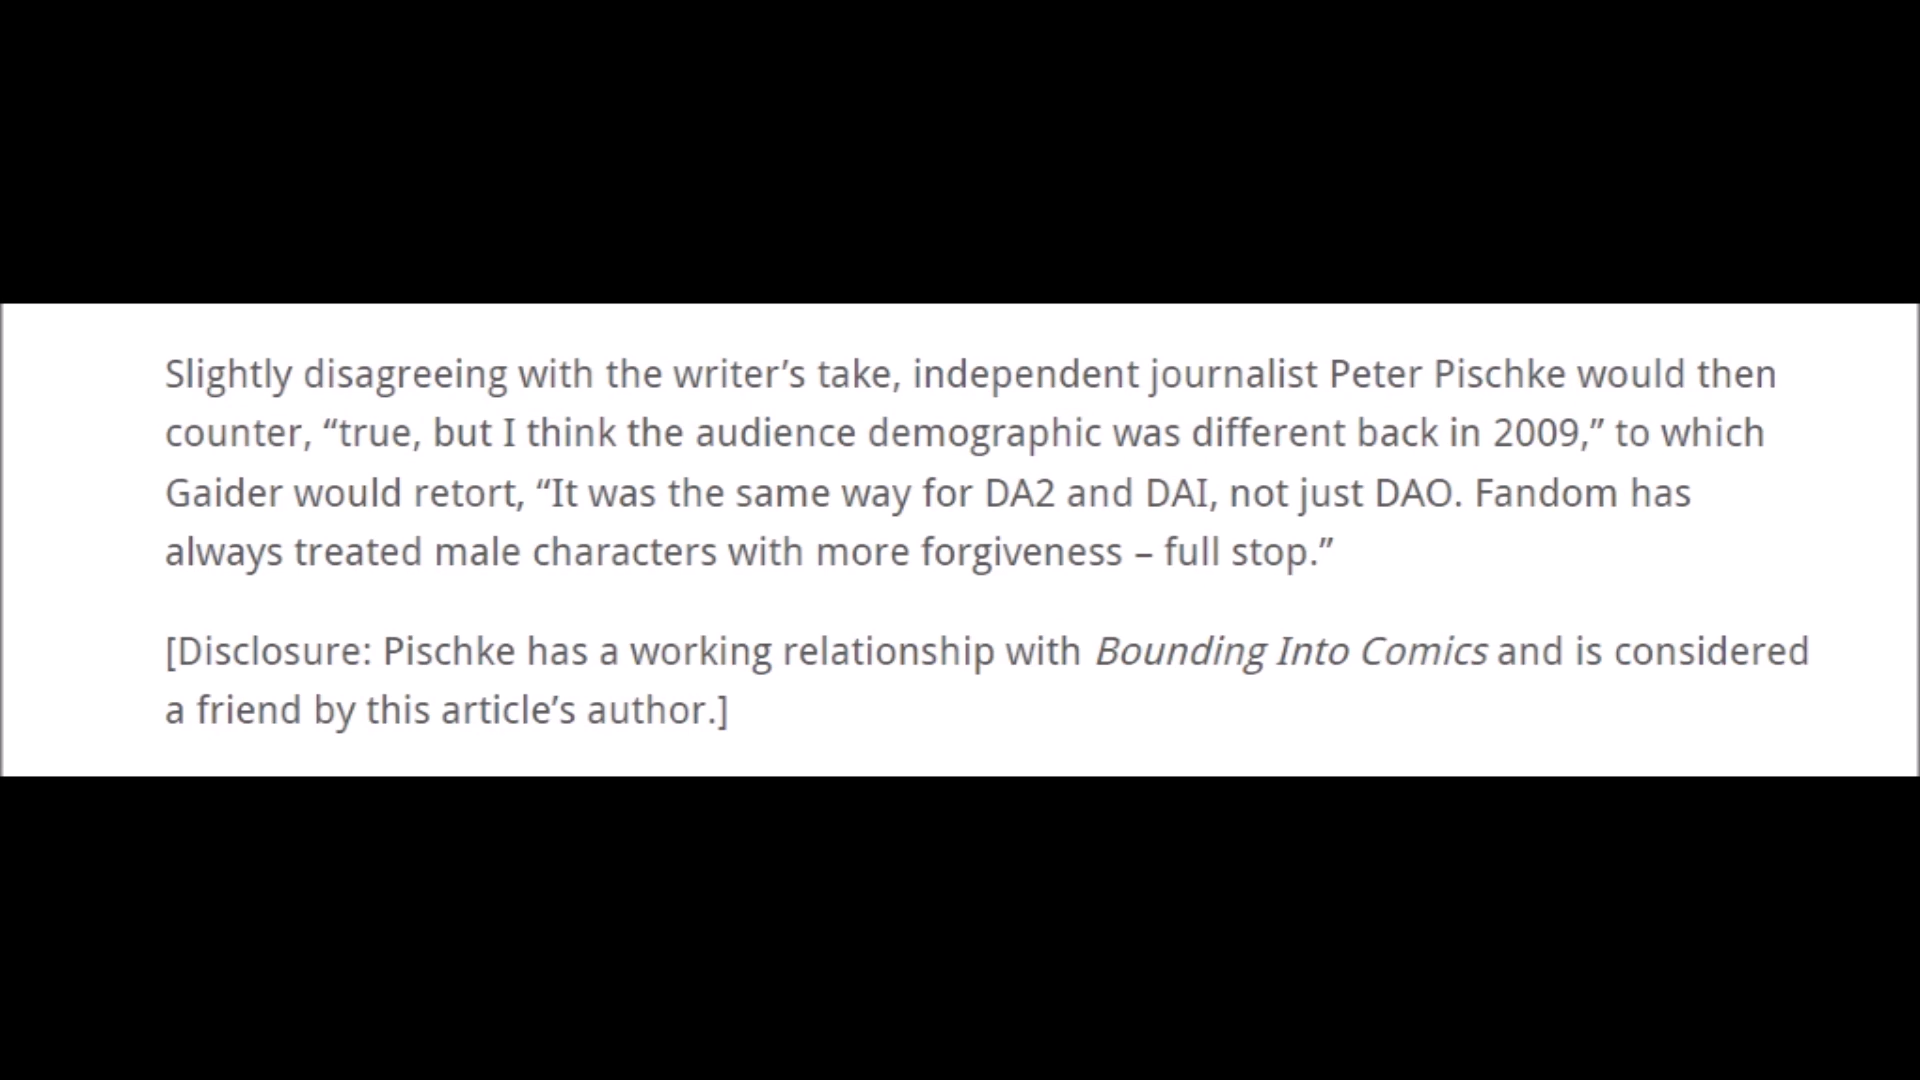 Slightly disagreeing with the writer’s take, independent journalist Peter Pischke would then
counter, “true, but I think the audience demographic was different back in 2009,” to which
Gaider would retort, “It was the same way for DA2 and DAI, not just DAO. Fandom has
always treated male characters with more forgiveness – full stop.”
[Disclosure: Pischke has a working relationship with Bounding Into Comics and is considered
a friend by this article’s author.]